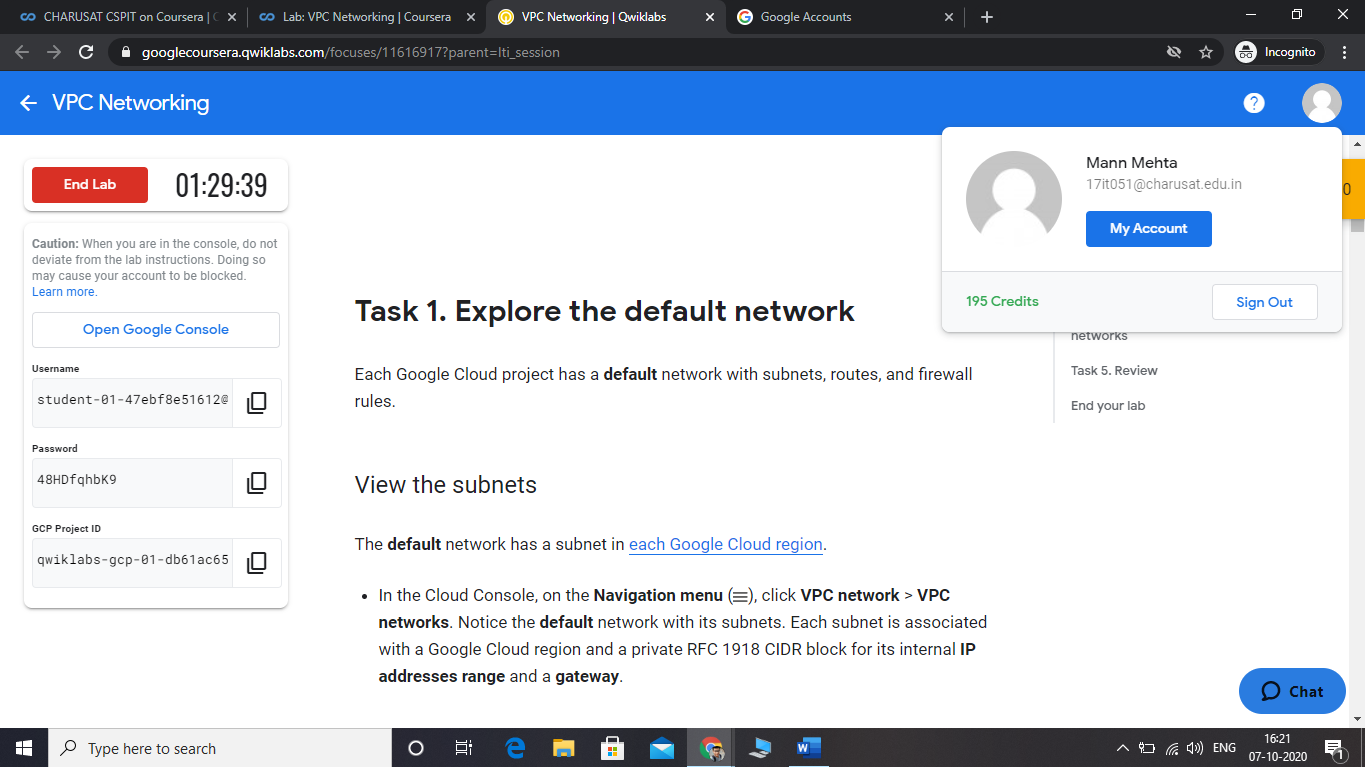 CHARUSAT CSPIT on Coursera |
Lab: VPC Networking | Coursera
VPC Networking | Qwiklabs
Google Accounts
googlecoursera.qwiklabs.com/focuses/11616917?parent=lti_session
Incognito
VPC Networking
End Lab
01:29:39
Caution: When you are in the console, do not
deviate from the lab instructions. Doing so
may cause your account to be blocked.
Learn more.
Open Google Console
Username
student-01-47ebf8e51612@
Password
48HDfqhbK9
GCP Project ID
qwiklabs-gcp-01-db61ac65
Task 1. Explore the default network
Each Google Cloud project has a default network with subnets, routes, and firewall
rules.
View the subnets
The default network has a subnet in each Google Cloud region.
• In the Cloud Console, on the Navigation menu (≡), click VPC network > VPC
networks. Notice the default network with its subnets. Each subnet is associated
with a Google Cloud region and a private RFC 1918 CIDR block for its internal IP
addresses range and a gateway.
Mann Mehta
17it051@charusat.edu.in
My Account
195 Credits
Sign Out
0
networks
Task 5. Review
End your lab
Chat
Type here to search
ENG
16:21
07-10-2020
1